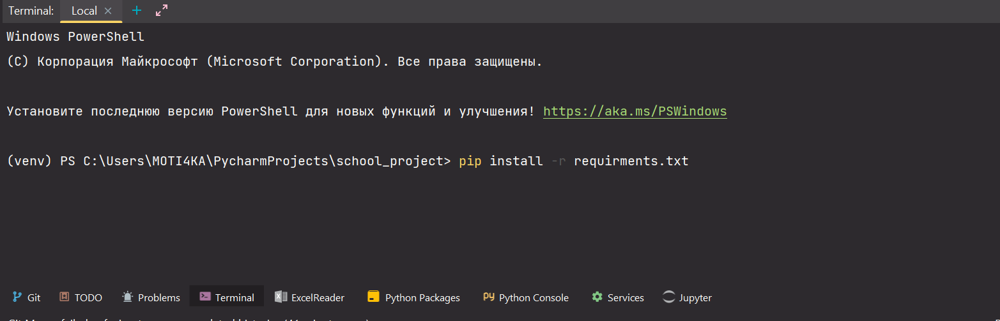 Terminal: Local
Windows PowerShell
(C) Корпорация Майкрософт (Microsoft Corporation). Все права защищены.
Установите последнюю версию PowerShell для новых функций и улучшения! https://aka.ms/PSWindows
(venv) PS C:\Users\MOTI4KA\PycharmProjects\school_project> pip install -r requirments.txt
Git TODO Problems Terminal ExcelReader Python Packages Python Console Services Jupyter